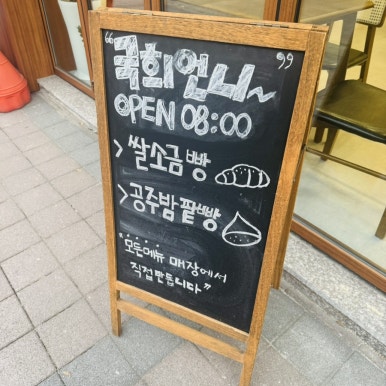 "국희언니~"
OPEN 08:00
> 쌀소금빵
> 공주밤팥빵
"모든메뉴 매장에서
직접만듭니다"